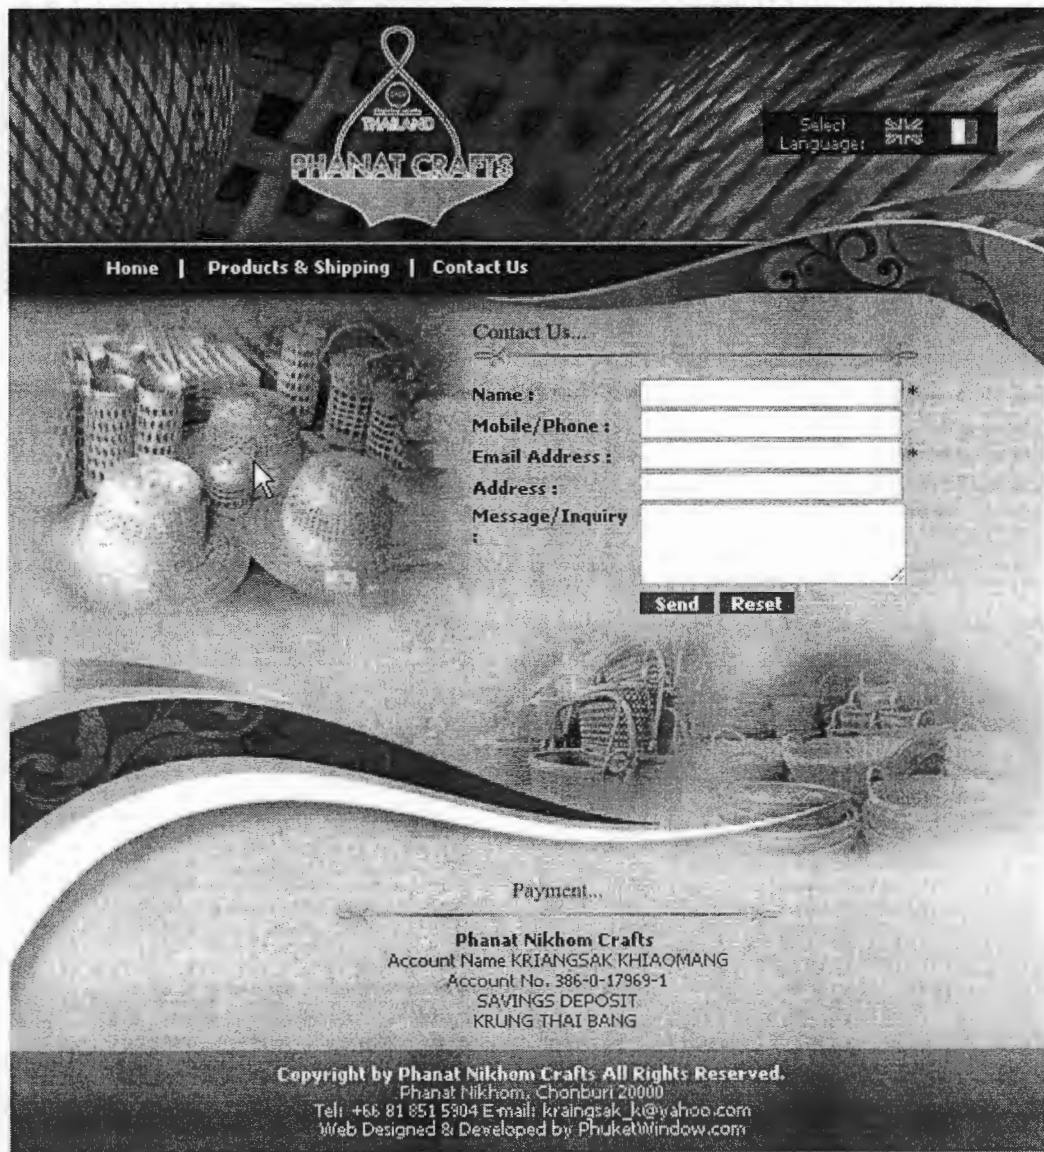 THAILAND
PHANAT CRAFTS
Select
Language:
Home | Products & Shipping | Contact Us
Contact Us...
Name : *
Mobile/Phone :
Email Address : *
Address :
Message/Inquiry
:
Send Reset
Payment...
Phanat Nikhom Crafts
Account Name KRIANGSAK KHIAOMANG
Account No. 386-0-17969-1
SAVINGS DEPOSIT
KRUNG THAI BANG
Copyright by Phanat Nikhom Crafts All Rights Reserved.
Phanat Nikhom, Chonburi 20000
Tel: +66 81 851 5904 E-mail: kraingsak_k@yahoo.com
Web Designed & Developed by PhuketWindow.com